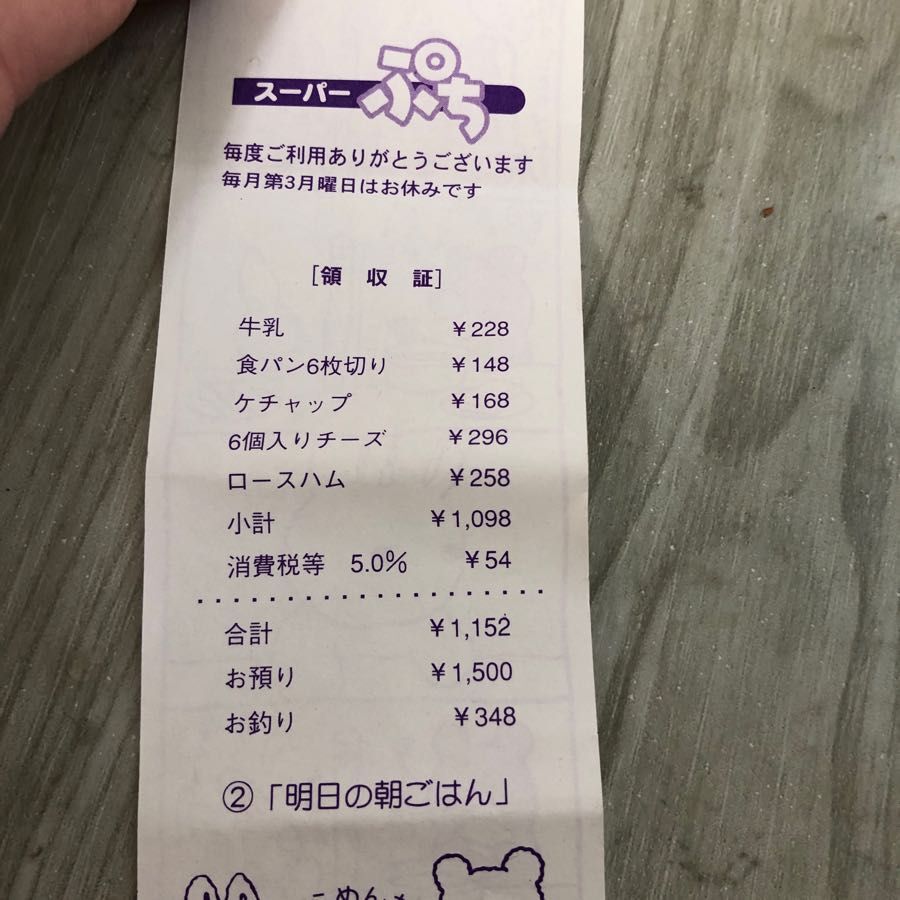 スーパーぷち
毎度ご利用ありがとうございます
毎月第3月曜日はお休みです
[領 収 証]
牛乳 ¥228
食パン6枚切り ¥148
ケチャップ ¥168
6個入りチーズ ¥296
ロースハム ¥258
小計 ¥1,098
消費税等 5.0% ¥54
合計 ¥1,152
お預り ¥1,500
お釣り ¥348
②「明日の朝ごはん」